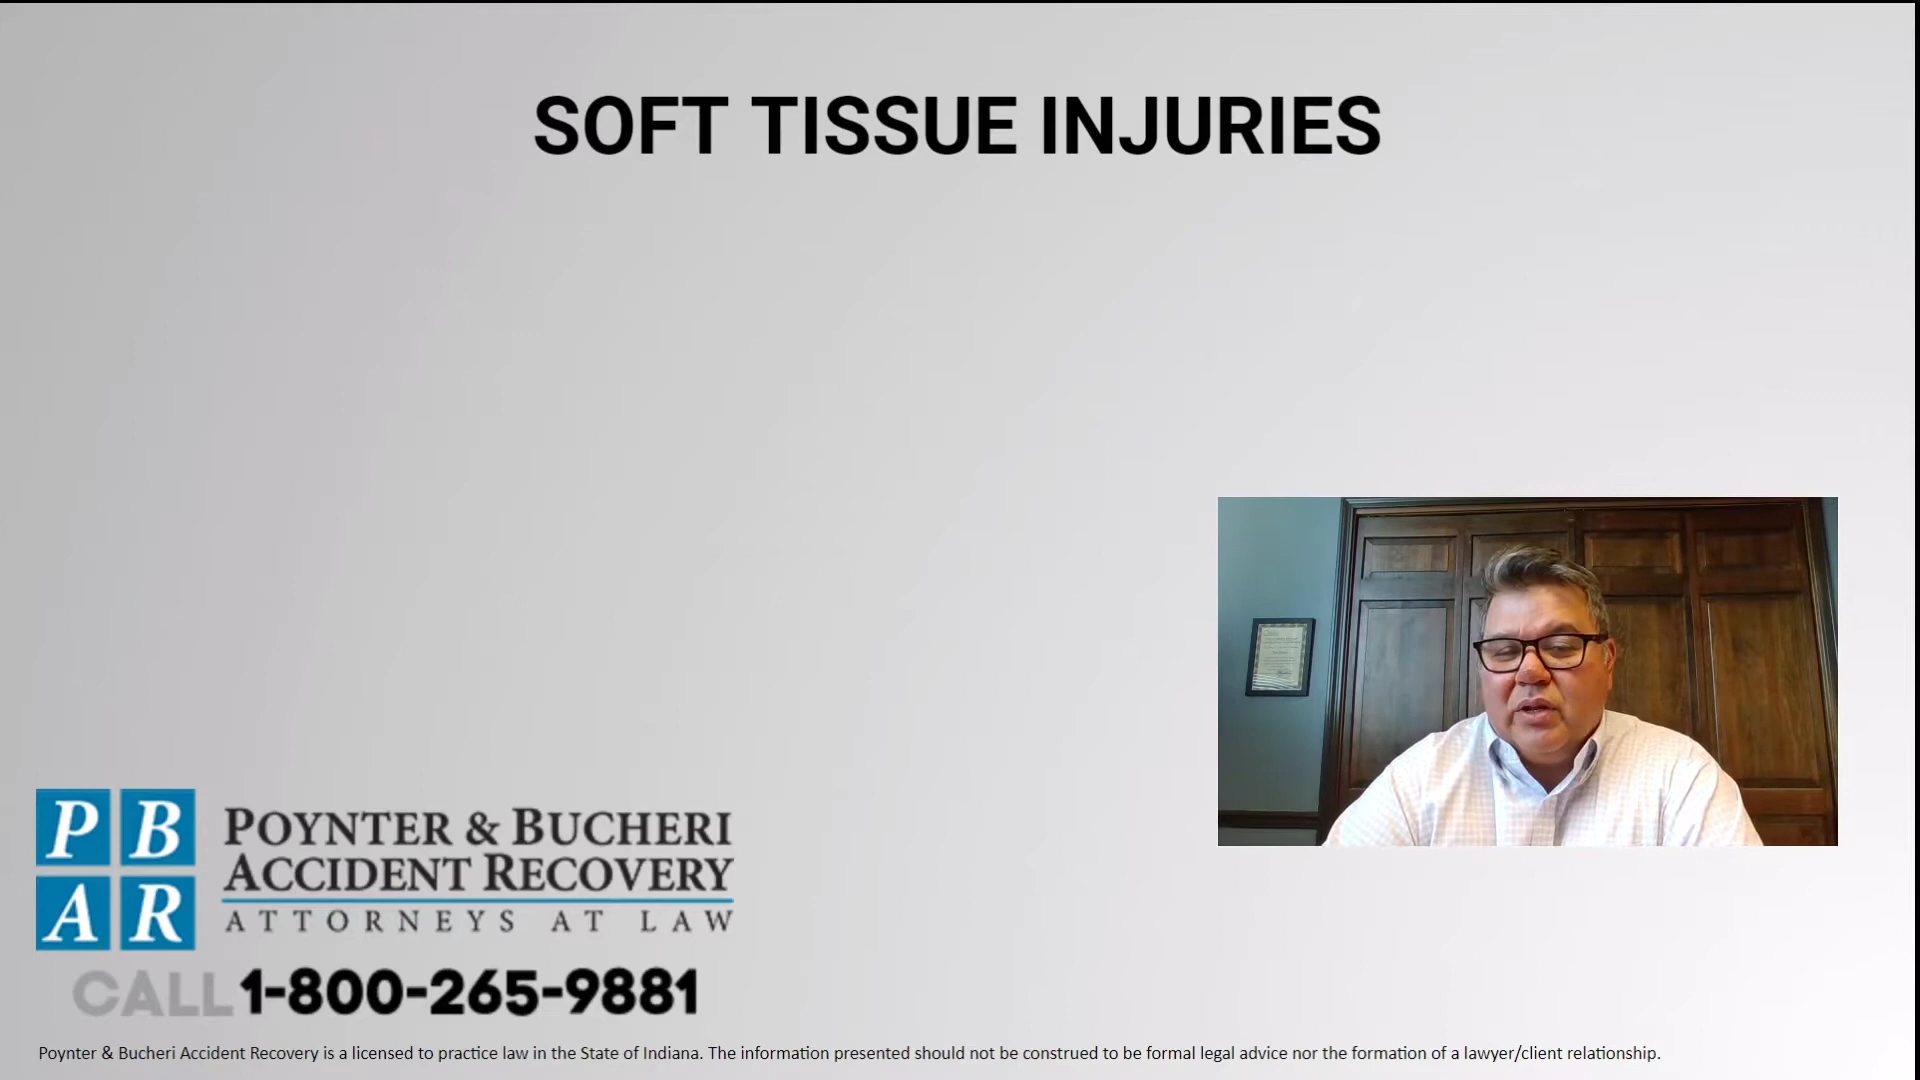 SOFT TISSUE INJURIES
P B
A R
POYNTER & BUCHERI
ACCIDENT RECOVERY
ATTORNEYS AT LAW
CALL 1-800-265-9881
Poynter & Bucheri Accident Recovery is a licensed to practice law in the State of Indiana. The information presented should not be construed to be formal legal advice nor the formation of a lawyer/client relationship.